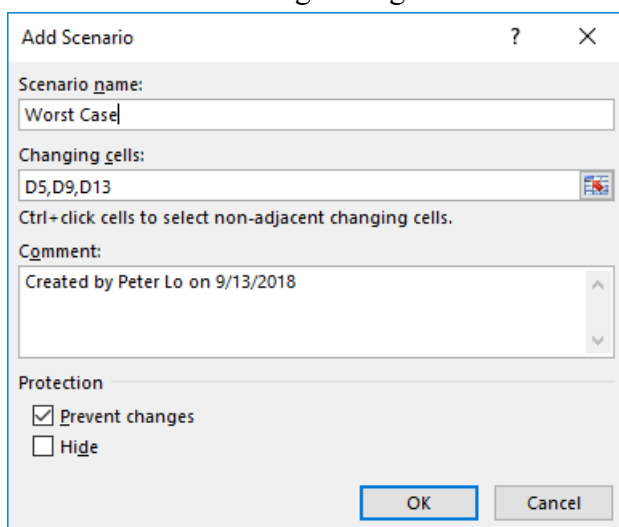 Add Scenario ? ×
Scenario name:
Worst Case
Changing cells:
D5,D9,D13
Ctrl+click cells to select non-adjacent changing cells.
Comment:
Created by Peter Lo on 9/13/2018
Protection
Prevent changes
Hide
OK Cancel